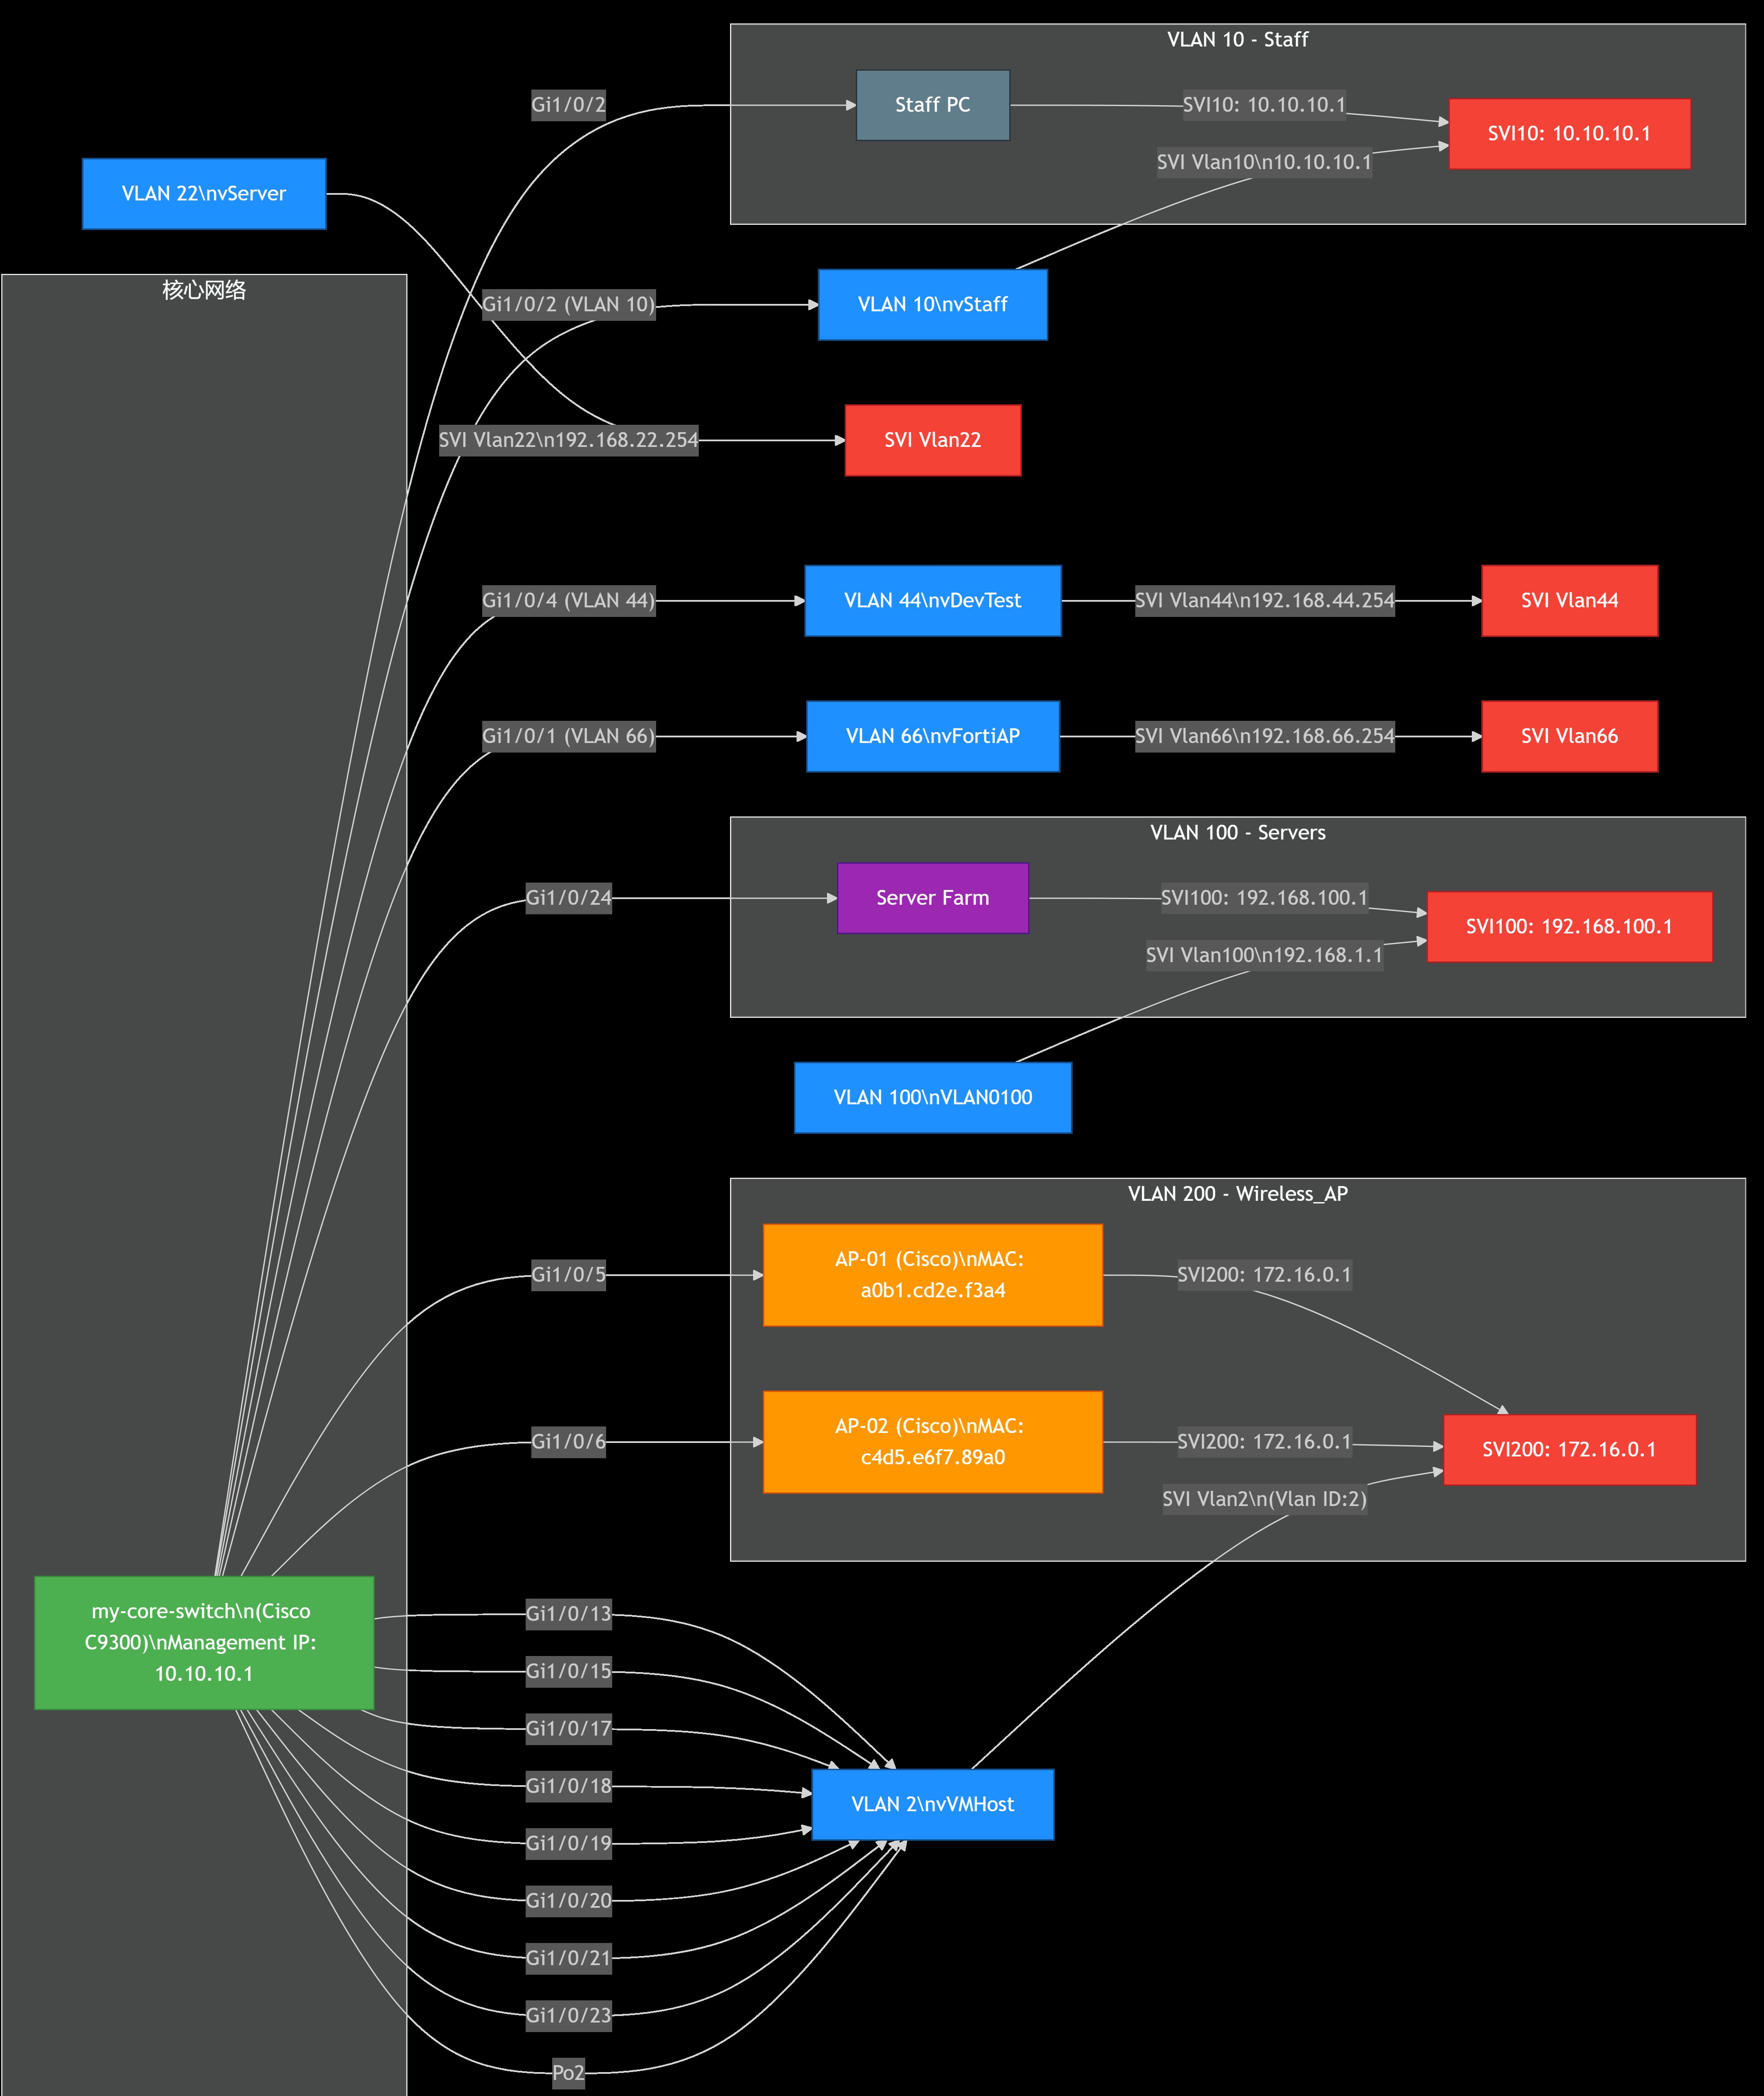 VLAN 10 - Staff
Gi1/0/2
Staff PC
SVI10: 10.10.10.1
SVI10: 10.10.10.1
SVI Vlan10\n10.10.10.1
VLAN 22\nvServer
核心网络
Gi1/0/2 (VLAN 10)
VLAN 10\nvStaff
SVI Vlan22\n192.168.22.254
SVI Vlan22
Gi1/0/4 (VLAN 44)
VLAN 44\nvDevTest
SVI Vlan44\n192.168.44.254
SVI Vlan44
Gi1/0/1 (VLAN 66)
VLAN 66\nvFortiAP
SVI Vlan66\n192.168.66.254
SVI Vlan66
VLAN 100 - Servers
Gi1/0/24
Server Farm
SVI100: 192.168.100.1
SVI100: 192.168.100.1
SVI Vlan100\n192.168.1.1
VLAN 100\nVLAN0100
VLAN 200 - Wireless_AP
Gi1/0/5
AP-01 (Cisco)\nMAC:
a0b1.cd2e.f3a4
SVI200: 172.16.0.1
Gi1/0/6
AP-02 (Cisco)\nMAC:
c4d5.e6f7.89a0
SVI200: 172.16.0.1
SVI200: 172.16.0.1
SVI Vlan2\n(Vlan ID:2)
my-core-switch\n(Cisco
C9300)\nManagement IP:
10.10.10.1
Gi1/0/13
Gi1/0/15
Gi1/0/17
Gi1/0/18
VLAN 2\nvVMHost
Gi1/0/19
Gi1/0/20
Gi1/0/21
Gi1/0/23
Po2